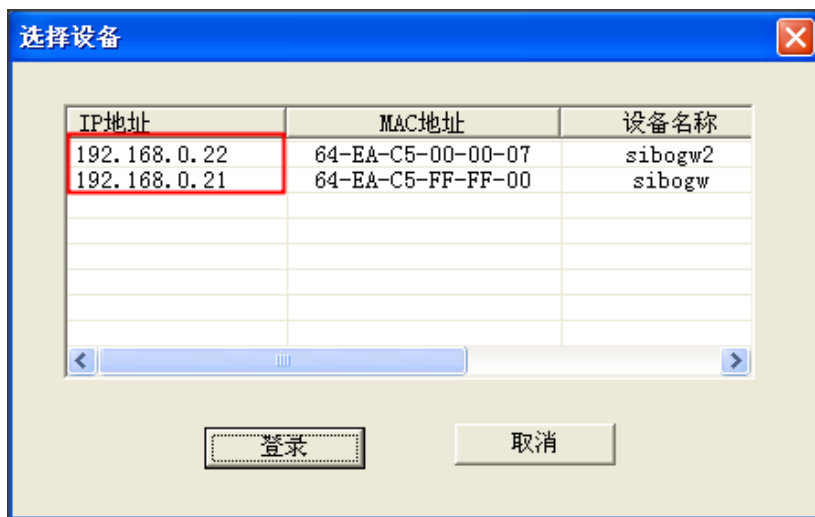 选择设备
IP地址 MAC地址 设备名称
192.168.0.22 64-EA-C5-00-00-07 sibogw2
192.168.0.21 64-EA-C5-FF-FF-00 sibogw
登录 取消